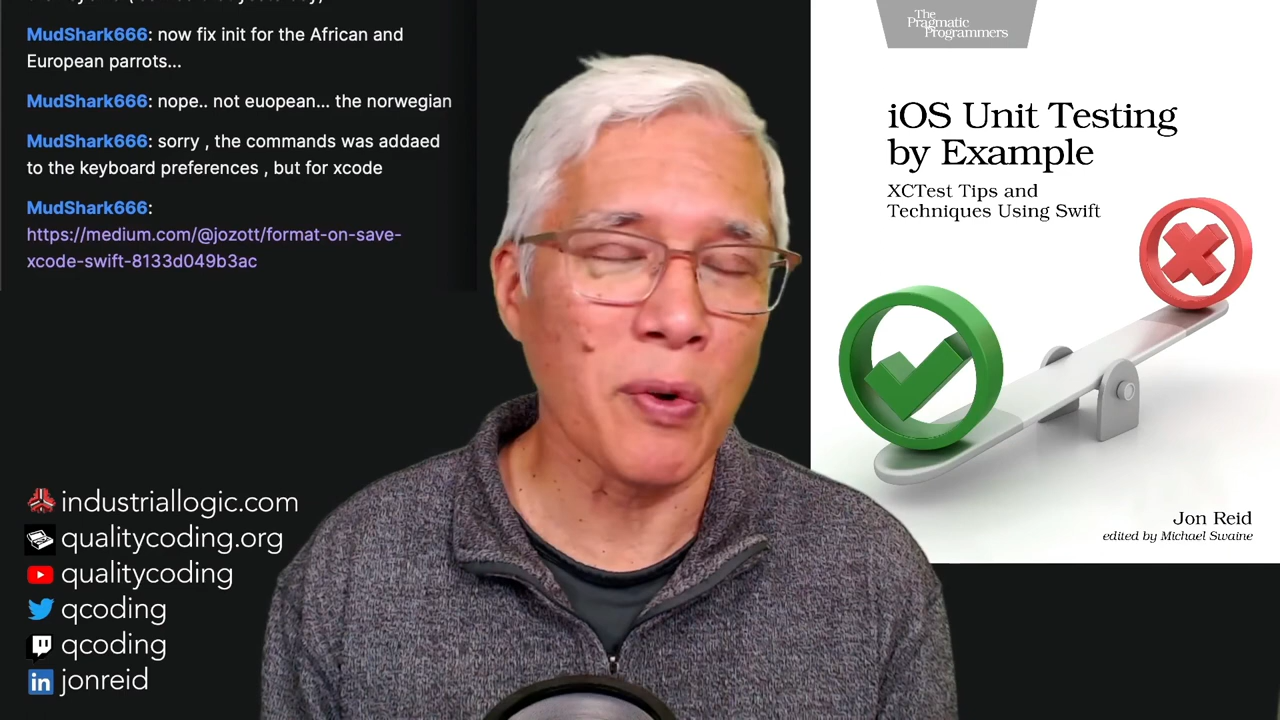 MudShark666: now fix init for the African and
European parrots...
MudShark666: nope.. not euopean... the norwegian
MudShark666: sorry , the commands was addaed
to the keyboard preferences , but for xcode
MudShark666:
https://medium.com/@jozott/format-on-save-
xcode-swift-8133d049b3ac
industriallogic.com
qualitycoding.org
qualitycoding
qcoding
qcoding
jonreid
The
Pragmatic
Programmers
iOS Unit Testing
by Example
XCTest Tips and
Techniques Using Swift
Jon Reid
edited by Michael Swaine